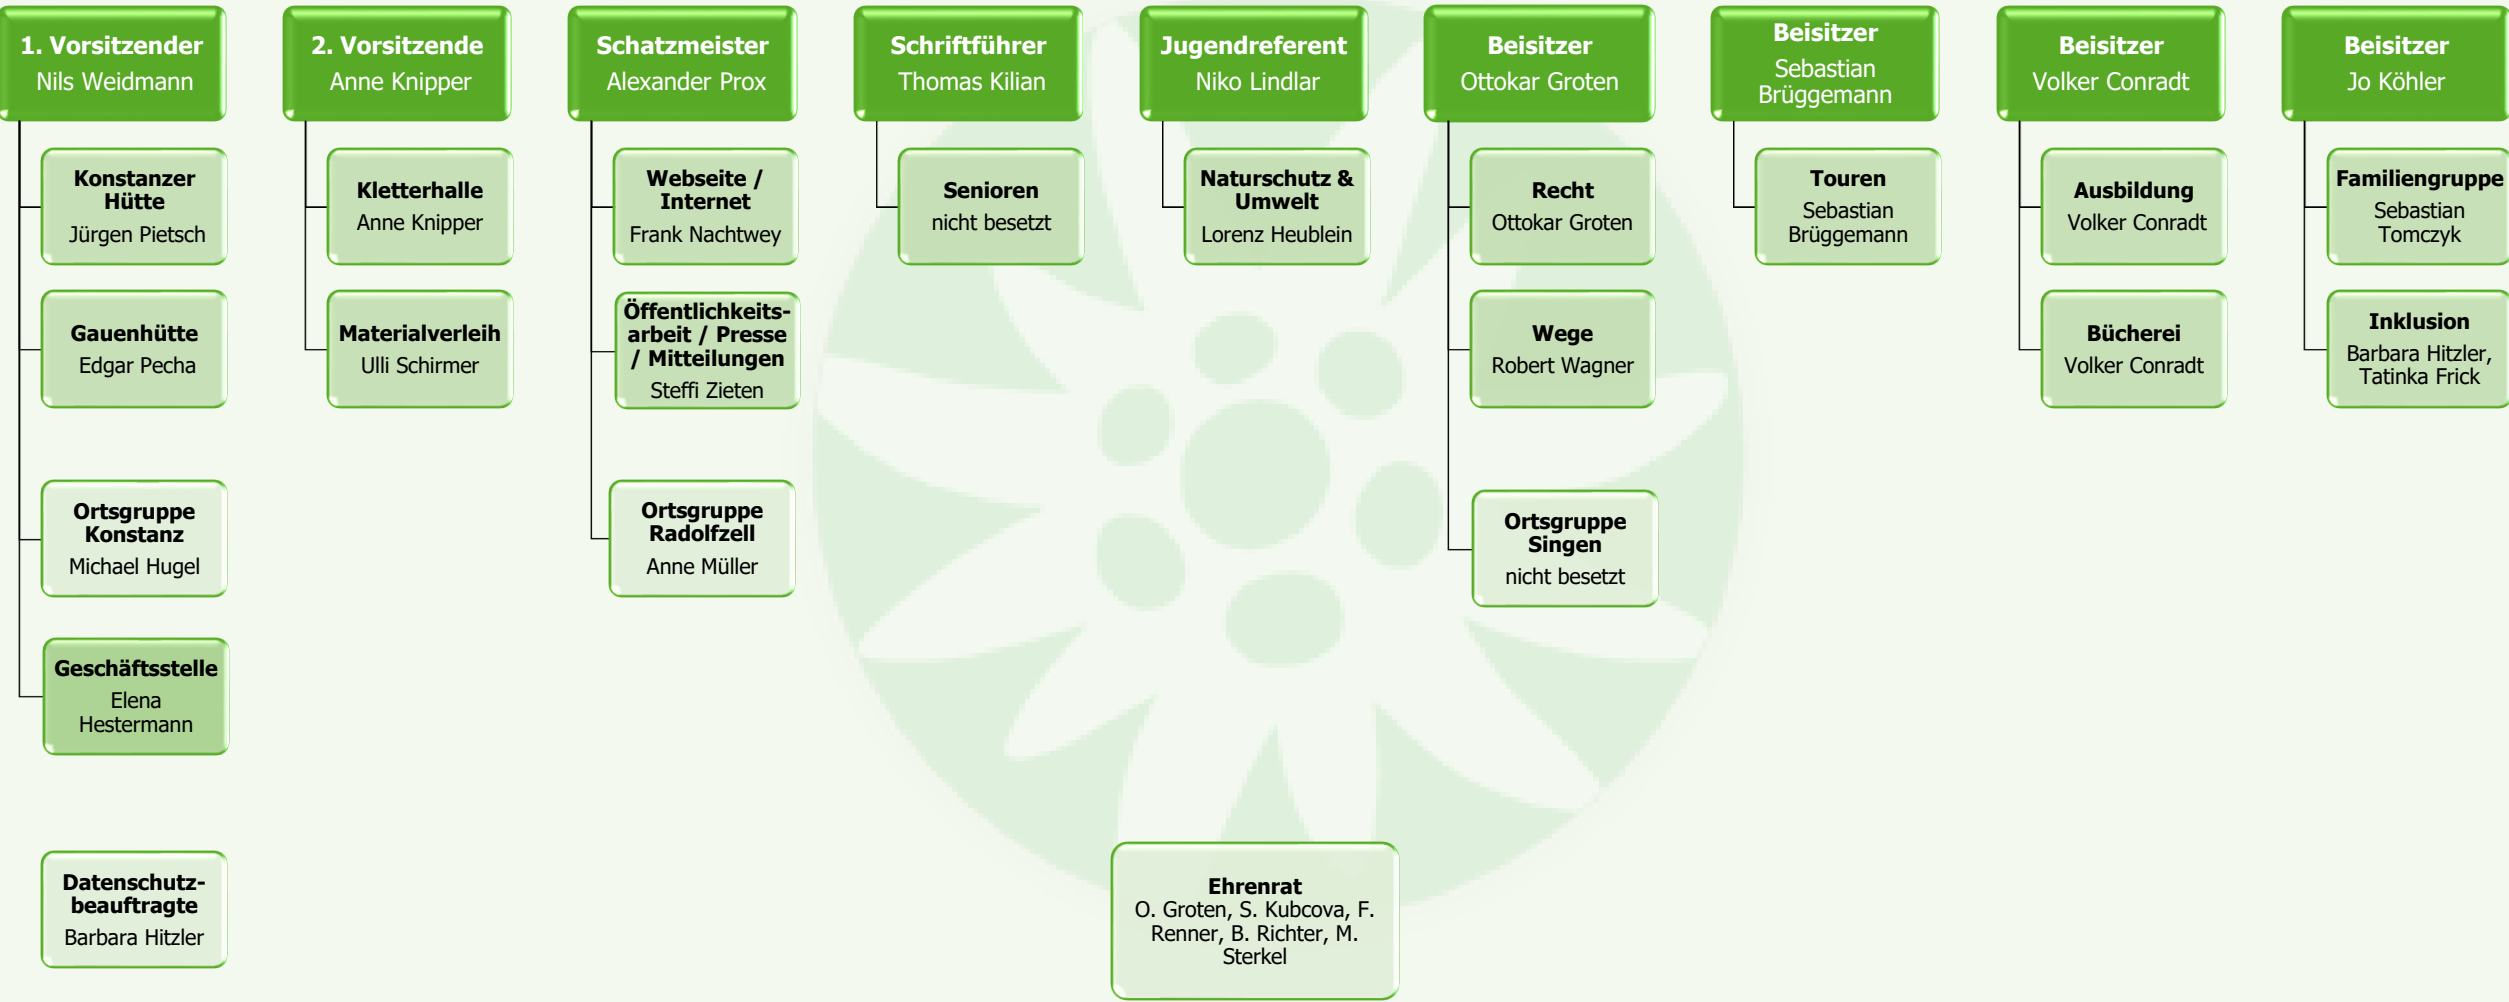 1. Vorsitzender
Nils Weidmann
Konstanzer
Hütte
Jürgen Pietsch
Gauenhütte
Edgar Pecha
Ortsgruppe
Konstanz
Michael Hugel
Geschäftsstelle
Elena
Hestermann
Datenschutz-
beauftragte
Barbara Hitzler
2. Vorsitzende
Anne Knipper
Kletterhalle
Anne Knipper
Materialverleih
Ulli Schirmer
Schatzmeister
Alexander Prox
Webseite /
Internet
Frank Nachtwey
Öffentlichkeits-
arbeit / Presse
/ Mitteilungen
Steffi Zieten
Ortsgruppe
Radolfzell
Anne Müller
Schriftführer
Thomas Kilian
Senioren
nicht besetzt
Jugendreferent
Niko Lindlar
Naturschutz &
Umwelt
Lorenz Heublein
Beisitzer
Ottokar Groten
Recht
Ottokar Groten
Wege
Robert Wagner
Ortsgruppe
Singen
nicht besetzt
Beisitzer
Sebastian
Brüggemann
Touren
Sebastian
Brüggemann
Beisitzer
Volker Conradt
Ausbildung
Volker Conradt
Bücherei
Volker Conradt
Beisitzer
Jo Köhler
Familiengruppe
Sebastian
Tomczyk
Inklusion
Barbara Hitzler,
Tatinka Frick
Ehrenrat
O. Groten, S. Kubcova, F.
Renner, B. Richter, M.
Sterkel